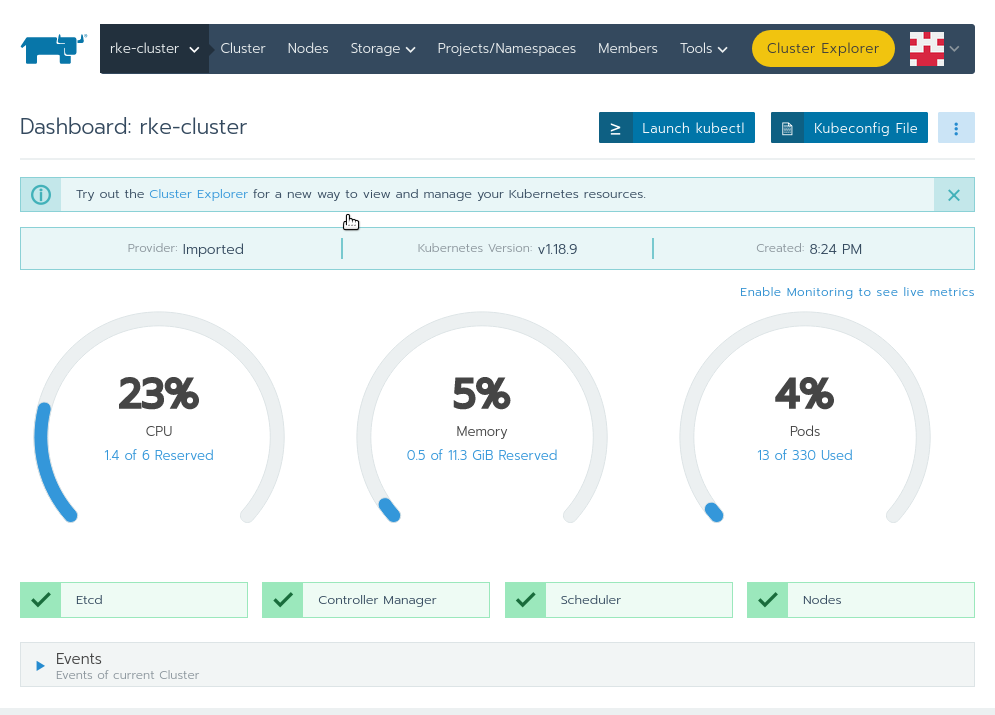 rke-cluster Cluster Nodes Storage Projects/Namespaces Members Tools Cluster Explorer
Dashboard: rke-cluster
Launch kubectl Kubeconfig File
Try out the Cluster Explorer for a new way to view and manage your Kubernetes resources.
Provider: Imported Kubernetes Version: v1.18.9 Created: 8:24 PM
Enable Monitoring to see live metrics
23% 5% 4%
CPU Memory Pods
1.4 of 6 Reserved 0.5 of 11.3 GiB Reserved 13 of 330 Used
Etcd Controller Manager Scheduler Nodes
Events
Events of current Cluster